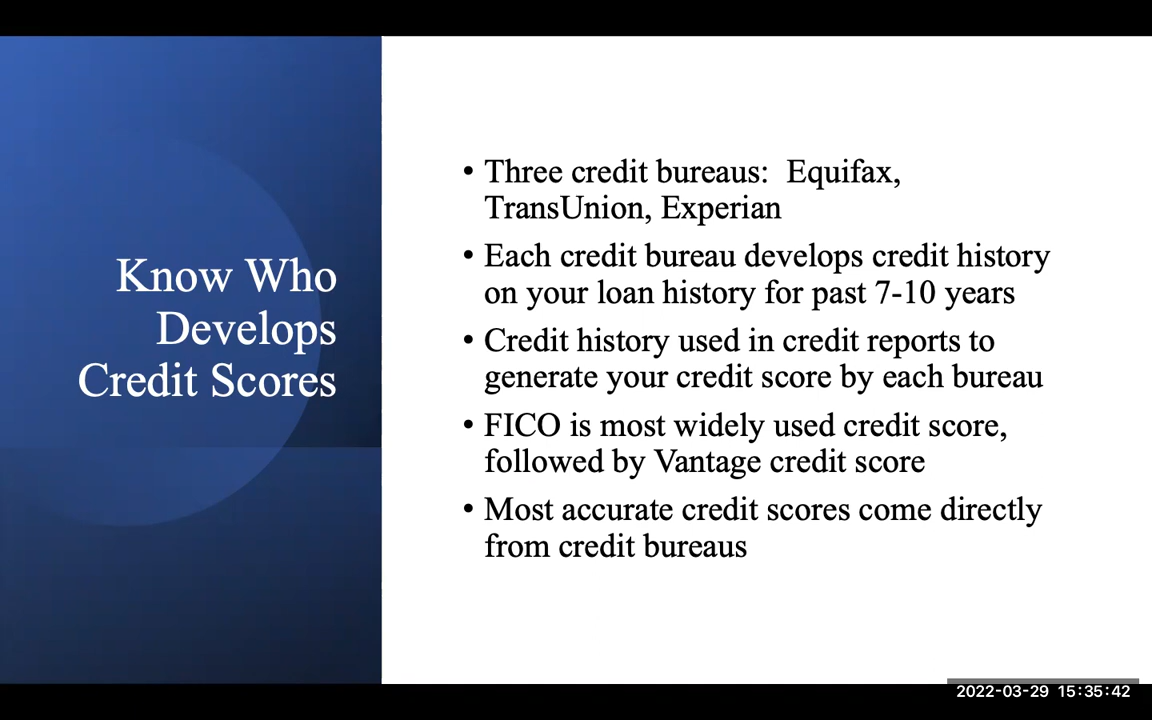 Know Who
Develops
Credit Scores
• Three credit bureaus:  Equifax,
TransUnion, Experian
• Each credit bureau develops credit history
on your loan history for past 7-10 years
• Credit history used in credit reports to
generate your credit score by each bureau
• FICO is most widely used credit score,
followed by Vantage credit score
• Most accurate credit scores come directly
from credit bureaus
2022-03-29 15:35:42